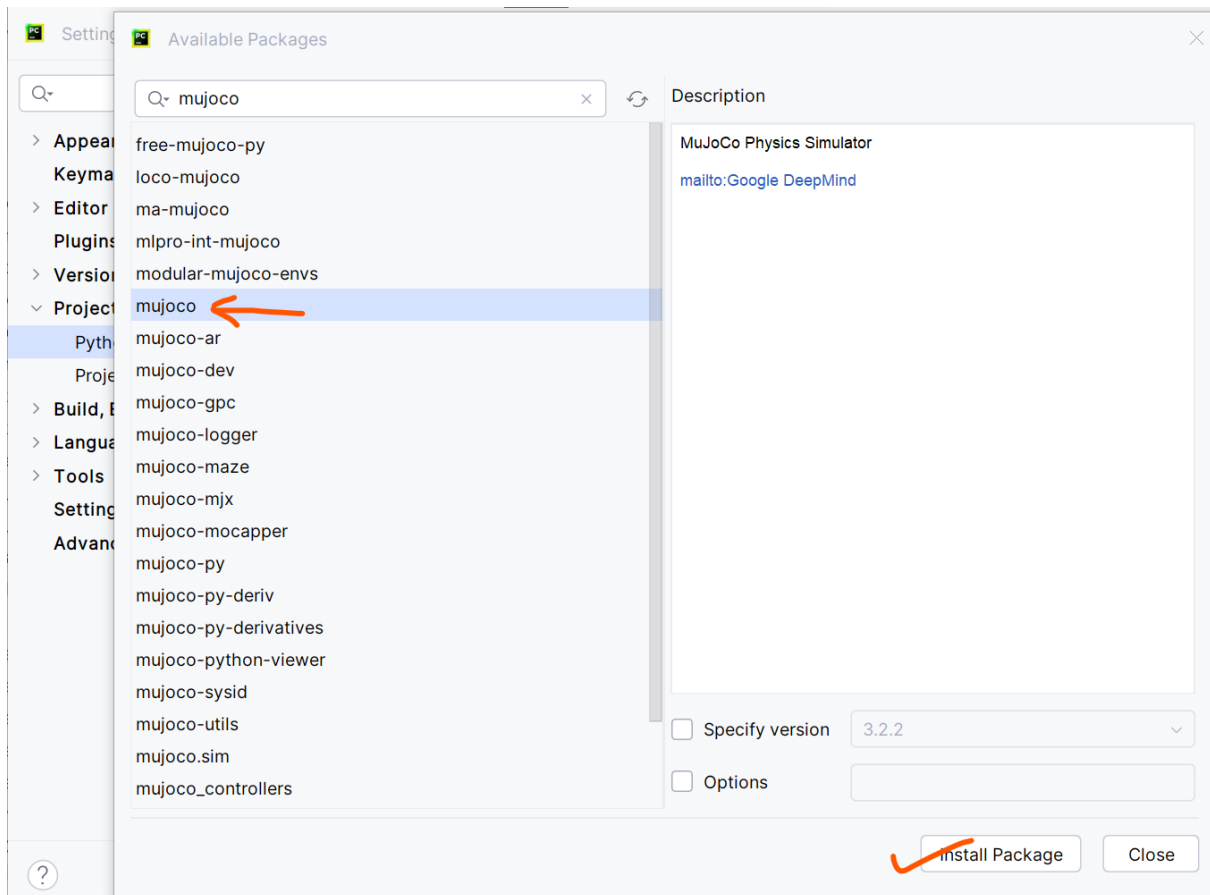 PC
Setting
PC
Available Packages
mujoco
Description
Appear
Keyma
Editor
Plugins
Version
Project
Pyth
Proje
Build, E
Langua
Tools
Setting
Advanc
free-mujoco-py
loco-mujoco
ma-mujoco
mlpro-int-mujoco
modular-mujoco-envs
mujoco
mujoco-ar
mujoco-dev
mujoco-gpc
mujoco-logger
mujoco-maze
mujoco-mjx
mujoco-mocapper
mujoco-py
mujoco-py-deriv
mujoco-py-derivatives
mujoco-python-viewer
mujoco-sysid
mujoco-utils
mujoco.sim
mujoco_controllers
MuJoCo Physics Simulator
mailto:Google DeepMind
Specify version
3.2.2
Options
?
Install Package
Close